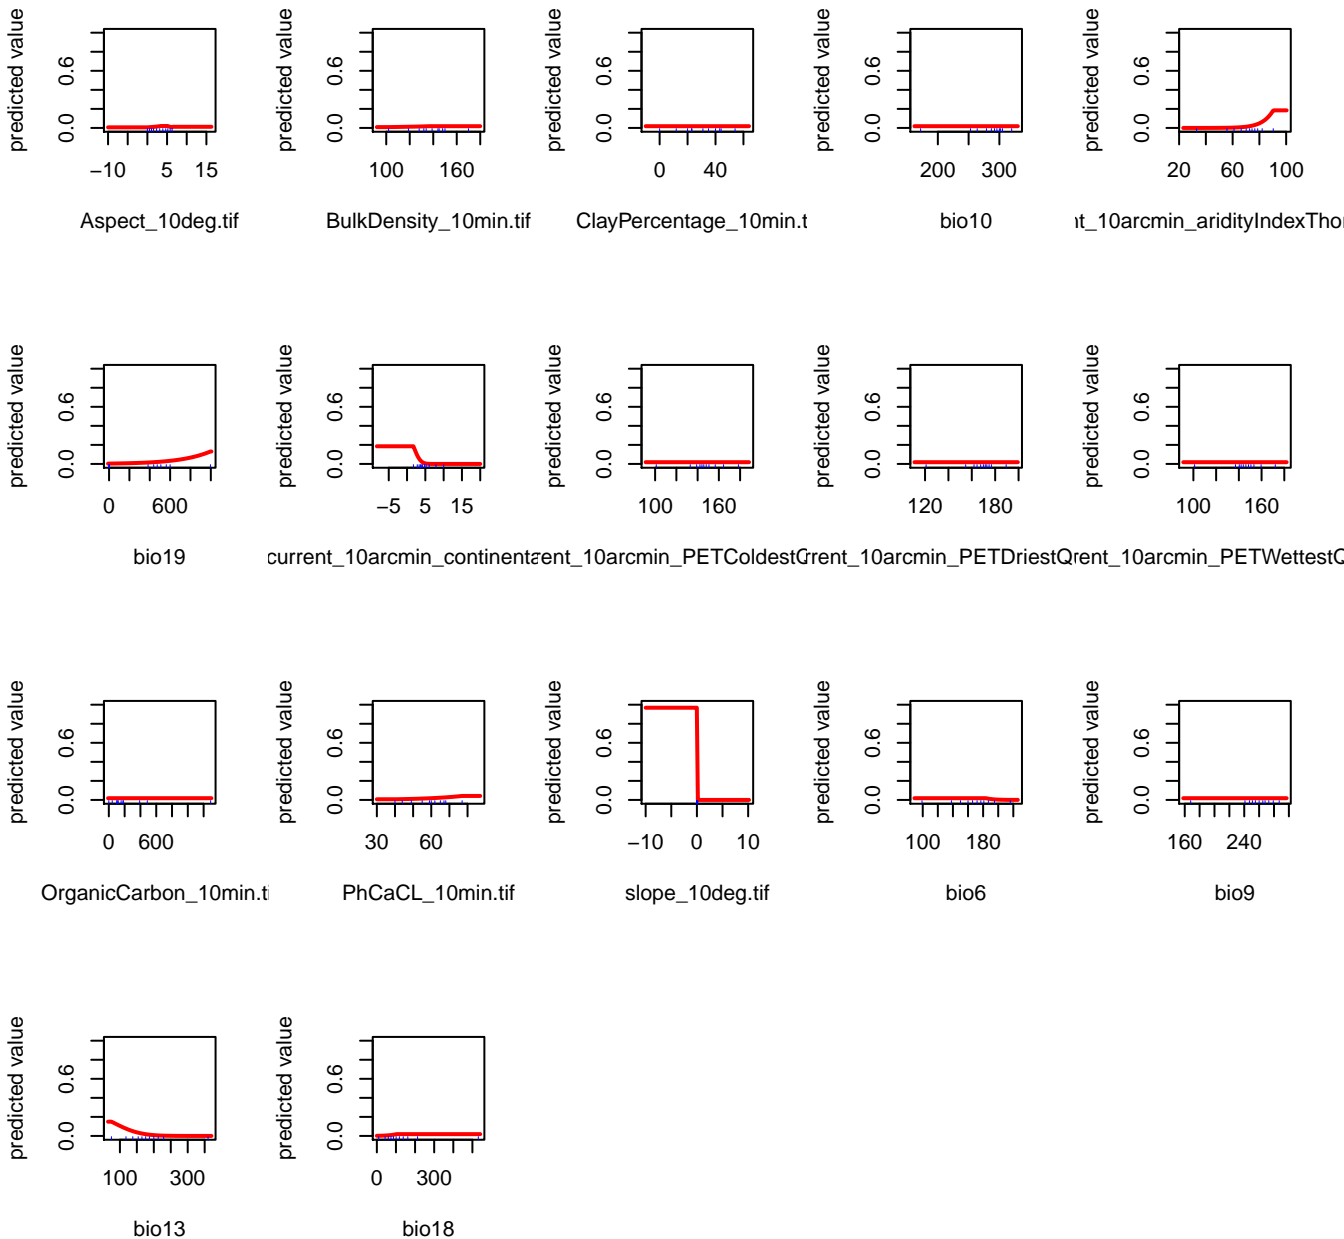 predicted value predicted value predicted value predicted value predicted value
0.6 0.6 0.6 0.6 0.6
0.0 0.0 0.0 0.0 0.0
−10 5 15 100 160 0 40 200 300 20 60 100
Aspect_10deg.tif BulkDensity_10min.tif ClayPercentage_10min.t bio10 nt_10arcmin_aridityIndexThor
predicted value predicted value predicted value predicted value predicted value
0.6 0.6 0.6 0.6 0.6
0.0 0.0 0.0 0.0 0.0
0 600 −5 5 15 100 160 120 180 100 160
bio19 current_10arcmin_continenta rent_10arcmin_PETColdestQ rrent_10arcmin_PETDriestQ rent_10arcmin_PETWettestQ
predicted value predicted value predicted value predicted value predicted value
0.6 0.6 0.6 0.6 0.6
0.0 0.0 0.0 0.0 0.0
0 600 30 60 −10 0 10 100 180 160 240
OrganicCarbon_10min.ti PhCaCL_10min.tif slope_10deg.tif bio6 bio9
predicted value predicted value
0.6 0.6
0.0 0.0
100 300 0 300
bio13 bio18